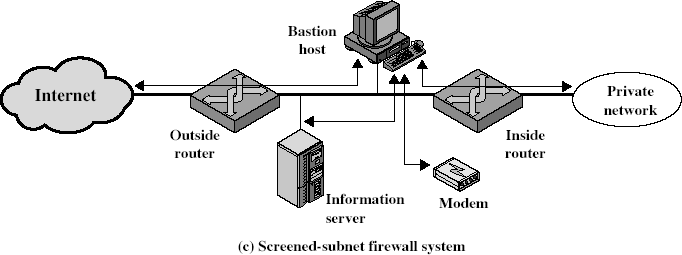 Bastion
host
Internet
Private
network
Outside
router
Inside
router
Information
server
Modem
(c) Screened-subnet firewall system